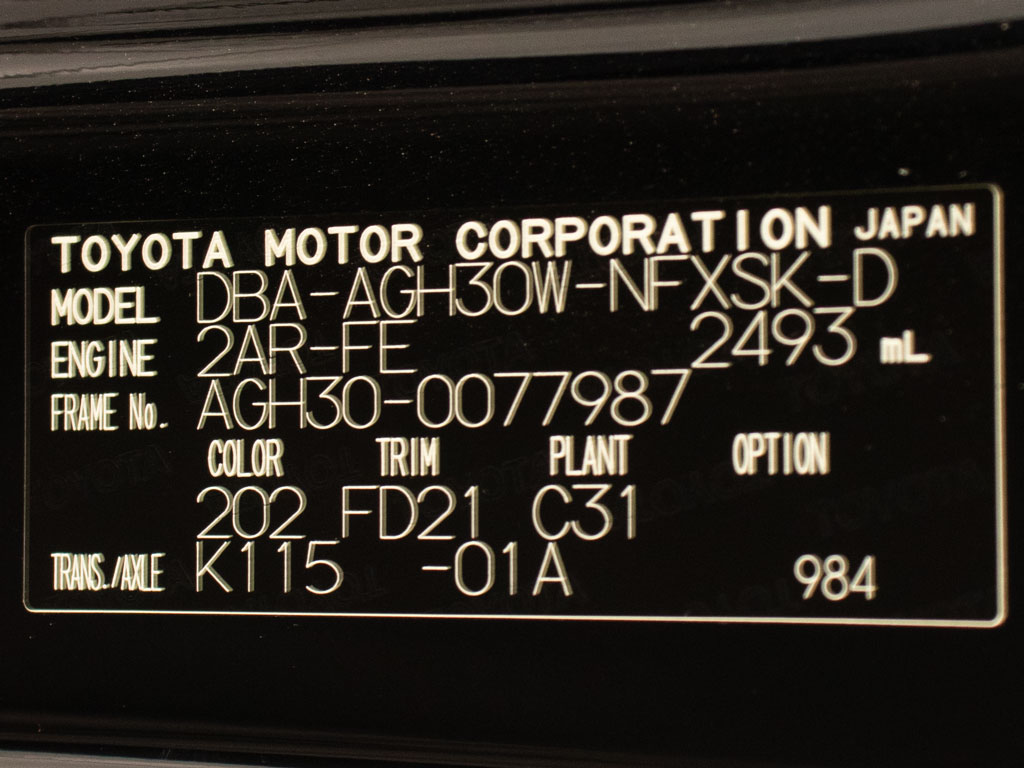 TOYOTA MOTOR CORPORATION JAPAN
MODEL DBA-AGH30W-NFXSK-D
ENGINE 2AR-FE 2493 mL
FRAME No. AGH30-0077987
COLOR TRIM PLANT OPTION
202 FD21 C31
TRANS./AXLE K115 -01A 984